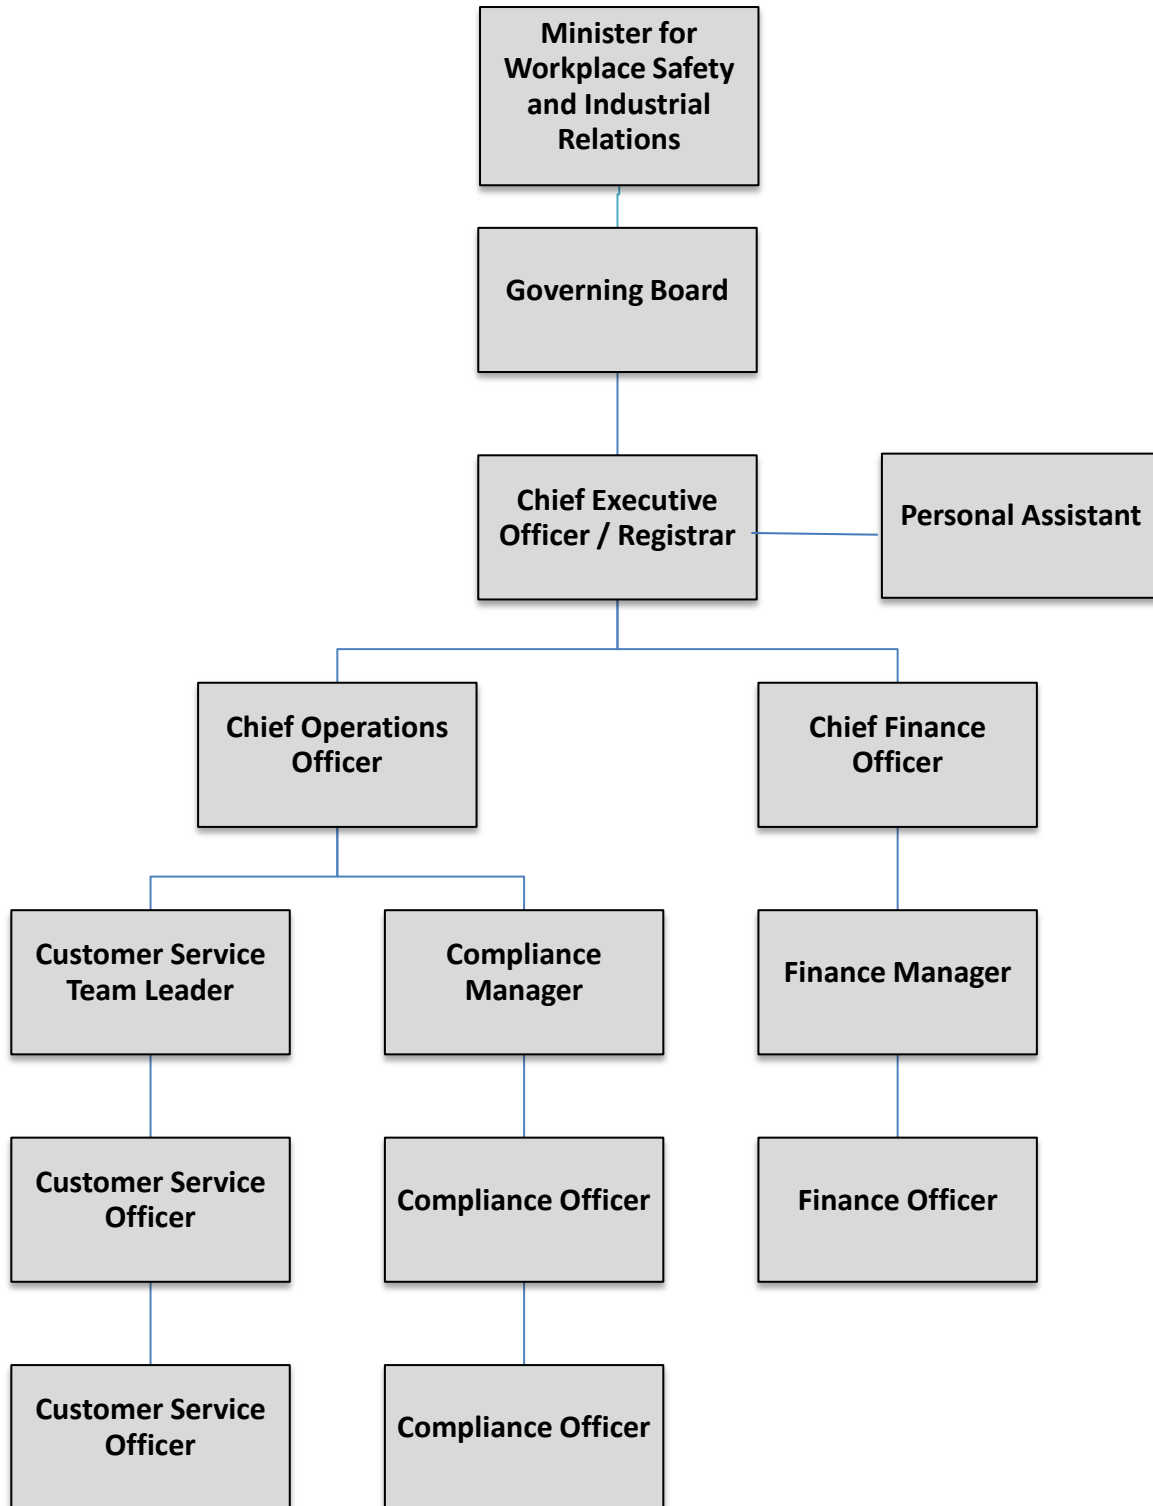 Minister for
Workplace Safety
and Industrial
Relations
Governing Board
Chief Executive
Officer / Registrar
Personal Assistant
Chief Operations
Officer
Chief Finance
Officer
Customer Service
Team Leader
Compliance
Manager
Finance Manager
Customer Service
Officer
Compliance Officer
Finance Officer
Customer Service
Officer
Compliance Officer